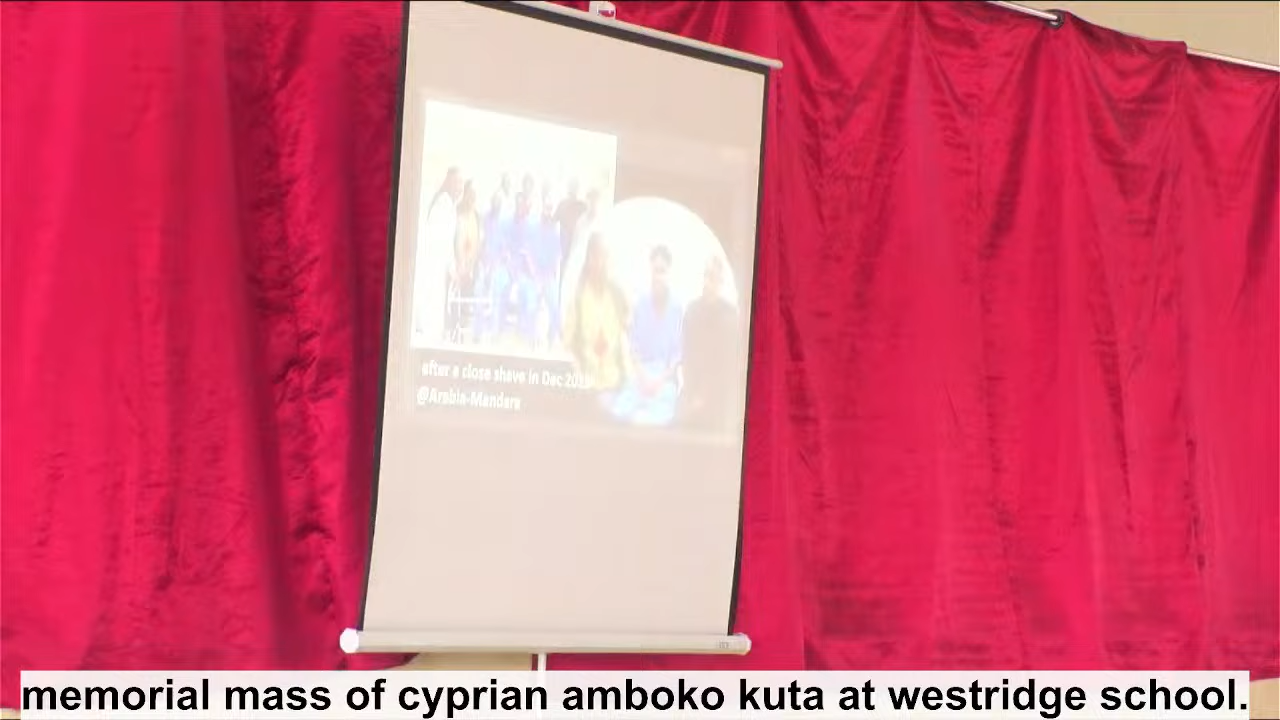 after a close shave in Dec
@Arabia-Mandera
memorial mass of cyprian amboko kuta at westridge school.